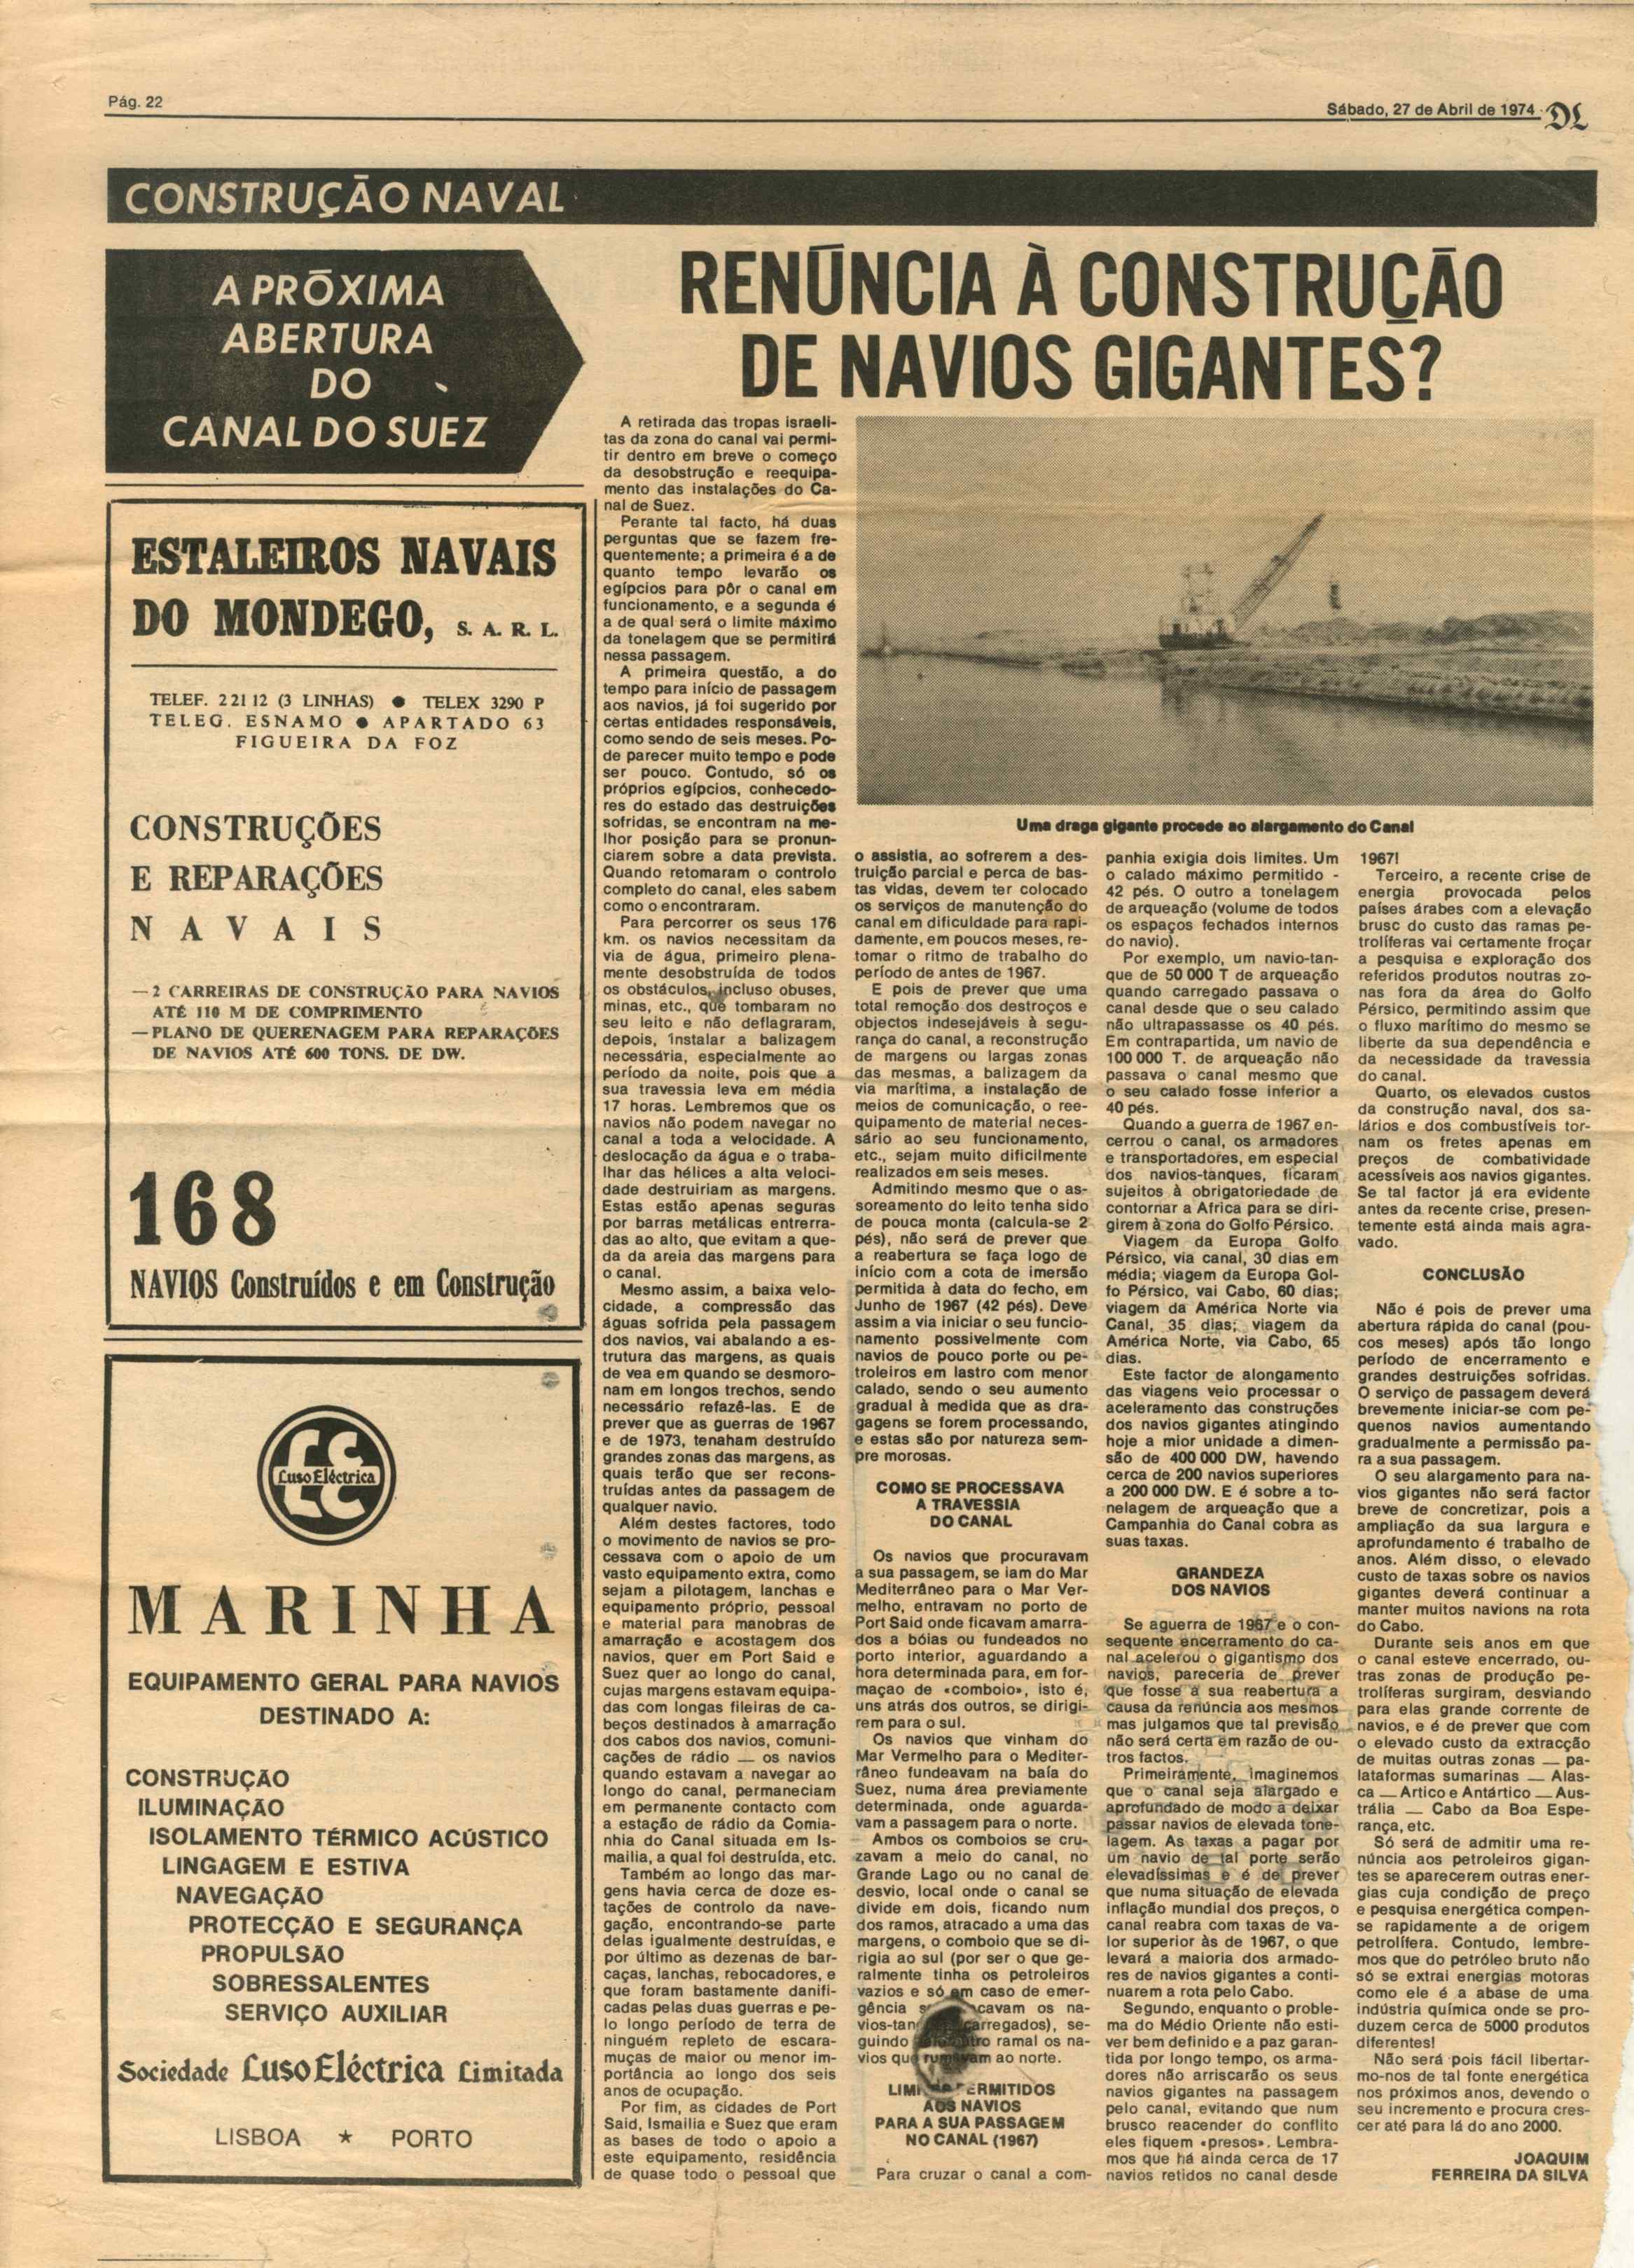 Pág. 22
Sábado, 27 de Abril de 1974 DL
CONSTRUÇÃO NAVAL
A PRÓXIMA
ABERTURA
DO
CANAL DO SUEZ
RENÚNCIA À CONSTRUÇÃO
DE NAVIOS GIGANTES?
ESTALEIROS NAVAIS
DO MONDEGO, S. A. R. L.
TELEF. 22112 (3 LINHAS) ● TELEX 3290 P
TELEG. ESNAMO ● APARTADO 63
FIGUEIRA DA FOZ
CONSTRUÇÕES
E REPARAÇÕES
NAVAIS
—2 CARREIRAS DE CONSTRUÇÃO PARA NAVIOS
ATÉ 110 M DE COMPRIMENTO
—PLANO DE QUERENAGEM PARA REPARAÇÕES
DE NAVIOS ATÉ 600 TONS. DE DW.
168
NAVIOS Construídos e em Construção
Luso Eléctrica
MARINHA
EQUIPAMENTO GERAL PARA NAVIOS
DESTINADO A:
CONSTRUÇÃO
ILUMINAÇÃO
ISOLAMENTO TÉRMICO ACÚSTICO
LINGAGEM E ESTIVA
NAVEGAÇÃO
PROTECÇÃO E SEGURANÇA
PROPULSÃO
SOBRESSALENTES
SERVIÇO AUXILIAR
Sociedade Luso Eléctrica Limitada
LISBOA ★ PORTO
A retirada das tropas israeli-
tas da zona do canal vai permi-
tir dentro em breve o começo
da desobstrução e reequipa-
mento das instalações do Ca-
nal de Suez.
Perante tal facto, há duas
perguntas que se fazem fre-
quentemente; a primeira é a de
quanto tempo levarão os
egípcios para pôr o canal em
funcionamento, e a segunda é
a de qual será o limite máximo
da tonelagem que se permitirá
nessa passagem.
A primeira questão, a do
tempo para início de passagem
aos navios, já foi sugerido por
certas entidades responsáveis,
como sendo de seis meses. Po-
de parecer muito tempo e pode
ser pouco. Contudo, só os
próprios egípcios, conhecedo-
res do estado das destruições
sofridas, se encontram na me-
lhor posição para se pronun-
ciarem sobre a data prevista.
Quando retomaram o controlo
completo do canal, eles sabem
como o encontraram.
Para percorrer os seus 176
km. os navios necessitam da
via de água, primeiro plena-
mente desobstruída de todos
os obstáculos, incluso obuses,
minas, etc., que tombaram no
seu leito e não deflagraram,
depois, instalar a balizagem
necessária, especialmente ao
período da noite, pois que a
sua travessia leva em média
17 horas. Lembremos que os
navios não podem navegar no
canal a toda a velocidade. A
deslocação da água e o traba-
lhar das hélices a alta veloci-
dade destruiriam as margens.
Estas estão apenas seguras
por barras metálicas entrerra-
das ao alto, que evitam a que-
da da areia das margens para
o canal.
Mesmo assim, a baixa velo-
cidade, a compressão das
águas sofrida pela passagem
dos navios, vai abalando a es-
trutura das margens, as quais
de vea em quando se desmoro-
nam em longos trechos, sendo
necessário refazê-las. E de
prever que as guerras de 1967
e de 1973, tenaham destruído
grandes zonas das margens, as
quais terão que ser recons-
truídas antes da passagem de
qualquer navio.
Além destes factores, todo
o movimento de navios se pro-
cessava com o apoio de um
vasto equipamento extra, como
sejam a pilotagem, lanchas e
equipamento próprio, pessoal
e material para manobras de
amarração e acostagem dos
navios, quer em Port Said e
Suez quer ao longo do canal,
cujas margens estavam equipa-
das com longas fileiras de ca-
beços destinados à amarração
dos cabos dos navios, comuni-
cações de rádio — os navios
quando estavam a navegar ao
longo do canal, permaneciam
em permanente contacto com
a estação de rádio da Comia-
nhia do Canal situada em Is-
mailia, a qual foi destruída, etc.
Também ao longo das mar-
gens havia cerca de doze es-
tações de controlo da nave-
gação, encontrando-se parte
delas igualmente destruídas, e
por último as dezenas de bar-
caças, lanchas, rebocadores, e
que foram bastamente danifi-
cadas pelas duas guerras e pe-
lo longo período de terra de
ninguém repleto de escara-
muças de maior ou menor im-
portância ao longo dos seis
anos de ocupação.
Por fim, as cidades de Port
Said, Ismailia e Suez que eram
as bases de todo o apoio a
este equipamento, residência
de quase todo o pessoal que
Uma draga gigante procede ao alargamento do Canal
o assistia, ao sofrerem a des-
truição parcial e perca de bas-
tas vidas, devem ter colocado
os serviços de manutenção do
canal em dificuldade para rapi-
damente, em poucos meses, re-
tomar o ritmo de trabalho do
período de antes de 1967.
E pois de prever que uma
total remoção dos destroços e
objectos indesejáveis à segu-
rança do canal, a reconstrução
de margens ou largas zonas
das mesmas, a balizagem da
via marítima, a instalação de
meios de comunicação, o ree-
quipamento de material neces-
sário ao seu funcionamento,
etc., sejam muito dificilmente
realizados em seis meses.
Admitindo mesmo que o as-
soreamento do leito tenha sido
de pouca monta (calcula-se 2
pés), não será de prever que
a reabertura se faça logo de
início com a cota de imersão
permitida à data do fecho, em
Junho de 1967 (42 pés). Deve
assim a via iniciar o seu funcio-
namento possivelmente com
navios de pouco porte ou pe-
troleiros em lastro com menor
calado, sendo o seu aumento
gradual à medida que as dra-
gagens se forem processando,
e estas são por natureza sem-
pre morosas.
COMO SE PROCESSAVA
A TRAVESSIA
DO CANAL
Os navios que procuravam
a sua passagem, se iam do Mar
Mediterrâneo para o Mar Ver-
melho, entravam no porto de
Port Said onde ficavam amarra-
dos a bóias ou fundeados no
porto interior, aguardando a
hora determinada para, em for-
maçao de «comboio», isto é,
uns atrás dos outros, se dirigi-
rem para o sul.
Os navios que vinham do
Mar Vermelho para o Mediter-
râneo fundeavam na baía do
Suez, numa área previamente
determinada, onde aguarda-
vam a passagem para o norte.
Ambos os comboios se cru-
zavam a meio do canal, no
Grande Lago ou no canal de
desvio, local onde o canal se
divide em dois, ficando num
dos ramos, atracado a uma das
margens, o comboio que se di-
rigia ao sul (por ser o que ge-
ralmente tinha os petroleiros
vazios e só em caso de emer-
gência cavam os na-
vios-tan arregados), se-
guindo tro ramal os na-
vios que rumavam ao norte.
PERMITIDOS
AOS NAVIOS
PARA A SUA PASSAGEM
NO CANAL (1967)
Para cruzar o canal a com-
panhia exigia dois limites. Um
o calado máximo permitido -
42 pés. O outro a tonelagem
de arqueação (volume de todos
os espaços fechados internos
do navio).
Por exemplo, um navio-tan-
que de 50 000 T de arqueação
quando carregado passava o
canal desde que o seu calado
não ultrapassasse os 40 pés.
Em contrapartida, um navio de
100 000 T. de arqueação não
passava o canal mesmo que
o seu calado fosse inferior a
40 pés.
Quando a guerra de 1967 en-
cerrou o canal, os armadores
e transportadores, em especial
dos navios-tanques, ficaram
sujeitos à obrigatoriedade de
contornar a Africa para se diri-
girem à zona do Golfo Pérsico.
Viagem da Europa Golfo
Pérsico, via canal, 30 dias em
média; viagem da Europa Gol-
fo Pérsico, vai Cabo, 60 dias;
viagem da América Norte via
Canal, 35 dias; viagem da
América Norte, via Cabo, 65
dias.
Este factor de alongamento
das viagens veio processar o
aceleramento das construções
dos navios gigantes atingindo
hoje a mior unidade a dimen-
são de 400 000 DW, havendo
cerca de 200 navios superiores
a 200 000 DW. E é sobre a to-
nelagem de arqueação que a
Campanhia do Canal cobra as
suas taxas.
GRANDEZA
DOS NAVIOS
Se aguerra de 1967 e o con-
sequente encerramento do ca-
nal acelerou o gigantismo dos
navios, pareceria de prever
que fosse a sua reabertura a
causa da renúncia aos mesmos
mas julgamos que tal previsão
não será certa em razão de ou-
tros factos.
Primeiramente, imaginemos
que o canal seja alargado e
aprofundado de modo a deixar
passar navios de elevada tone-
lagem. As taxas a pagar por
um navio de tal porte serão
elevadíssimas e é de prever
que numa situação de elevada
inflação mundial dos preços, o
canal reabra com taxas de va-
lor superior às de 1967, o que
levará a maioria dos armado-
res de navios gigantes a conti-
nuarem a rota pelo Cabo.
Segundo, enquanto o proble-
ma do Médio Oriente não esti-
ver bem definido e a paz garan-
tida por longo tempo, os arma-
dores não arriscarão os seus
navios gigantes na passagem
pelo canal, evitando que num
brusco reacender do conflito
eles fiquem «presos». Lembra-
mos que há ainda cerca de 17
navios retidos no canal desde
1967!
Terceiro, a recente crise de
energia provocada pelos
países árabes com a elevação
brusc do custo das ramas pe-
trolíferas vai certamente froçar
a pesquisa e exploração dos
referidos produtos noutras zo-
nas fora da área do Golfo
Pérsico, permitindo assim que
o fluxo marítimo do mesmo se
liberte da sua dependência e
da necessidade da travessia
do canal.
Quarto, os elevados custos
da construção naval, dos sa-
lários e dos combustíveis tor-
nam os fretes apenas em
preços de combatividade
acessíveis aos navios gigantes.
Se tal factor já era evidente
antes da recente crise, presen-
temente está ainda mais agra-
vado.
CONCLUSÃO
Não é pois de prever uma
abertura rápida do canal (pou-
cos meses) após tão longo
período de encerramento e
grandes destruições sofridas.
O serviço de passagem deverá
brevemente iniciar-se com pe-
quenos navios aumentando
gradualmente a permissão pa-
ra a sua passagem.
O seu alargamento para na-
vios gigantes não será factor
breve de concretizar, pois a
ampliação da sua largura e
aprofundamento é trabalho de
anos. Além disso, o elevado
custo de taxas sobre os navios
gigantes deverá continuar a
manter muitos navions na rota
do Cabo.
Durante seis anos em que
o canal esteve encerrado, ou-
tras zonas de produção pe-
trolíferas surgiram, desviando
para elas grande corrente de
navios, e é de prever que com
o elevado custo da extracção
de muitas outras zonas — pa-
lataformas sumarinas — Alas-
ca — Artico e Antártico — Aus-
trália — Cabo da Boa Espe-
rança, etc.
Só será de admitir uma re-
núncia aos petroleiros gigan-
tes se aparecerem outras ener-
gias cuja condição de preço
e pesquisa energética compen-
se rapidamente a de origem
petrolífera. Contudo, lembre-
mos que do petróleo bruto não
só se extrai energias motoras
como ele é a abase de uma
indústria química onde se pro-
duzem cerca de 5000 produtos
diferentes!
Não será pois fácil libertar-
mo-nos de tal fonte energética
nos próximos anos, devendo o
seu incremento e procura cres-
cer até para lá do ano 2000.
JOAQUIM
FERREIRA DA SILVA